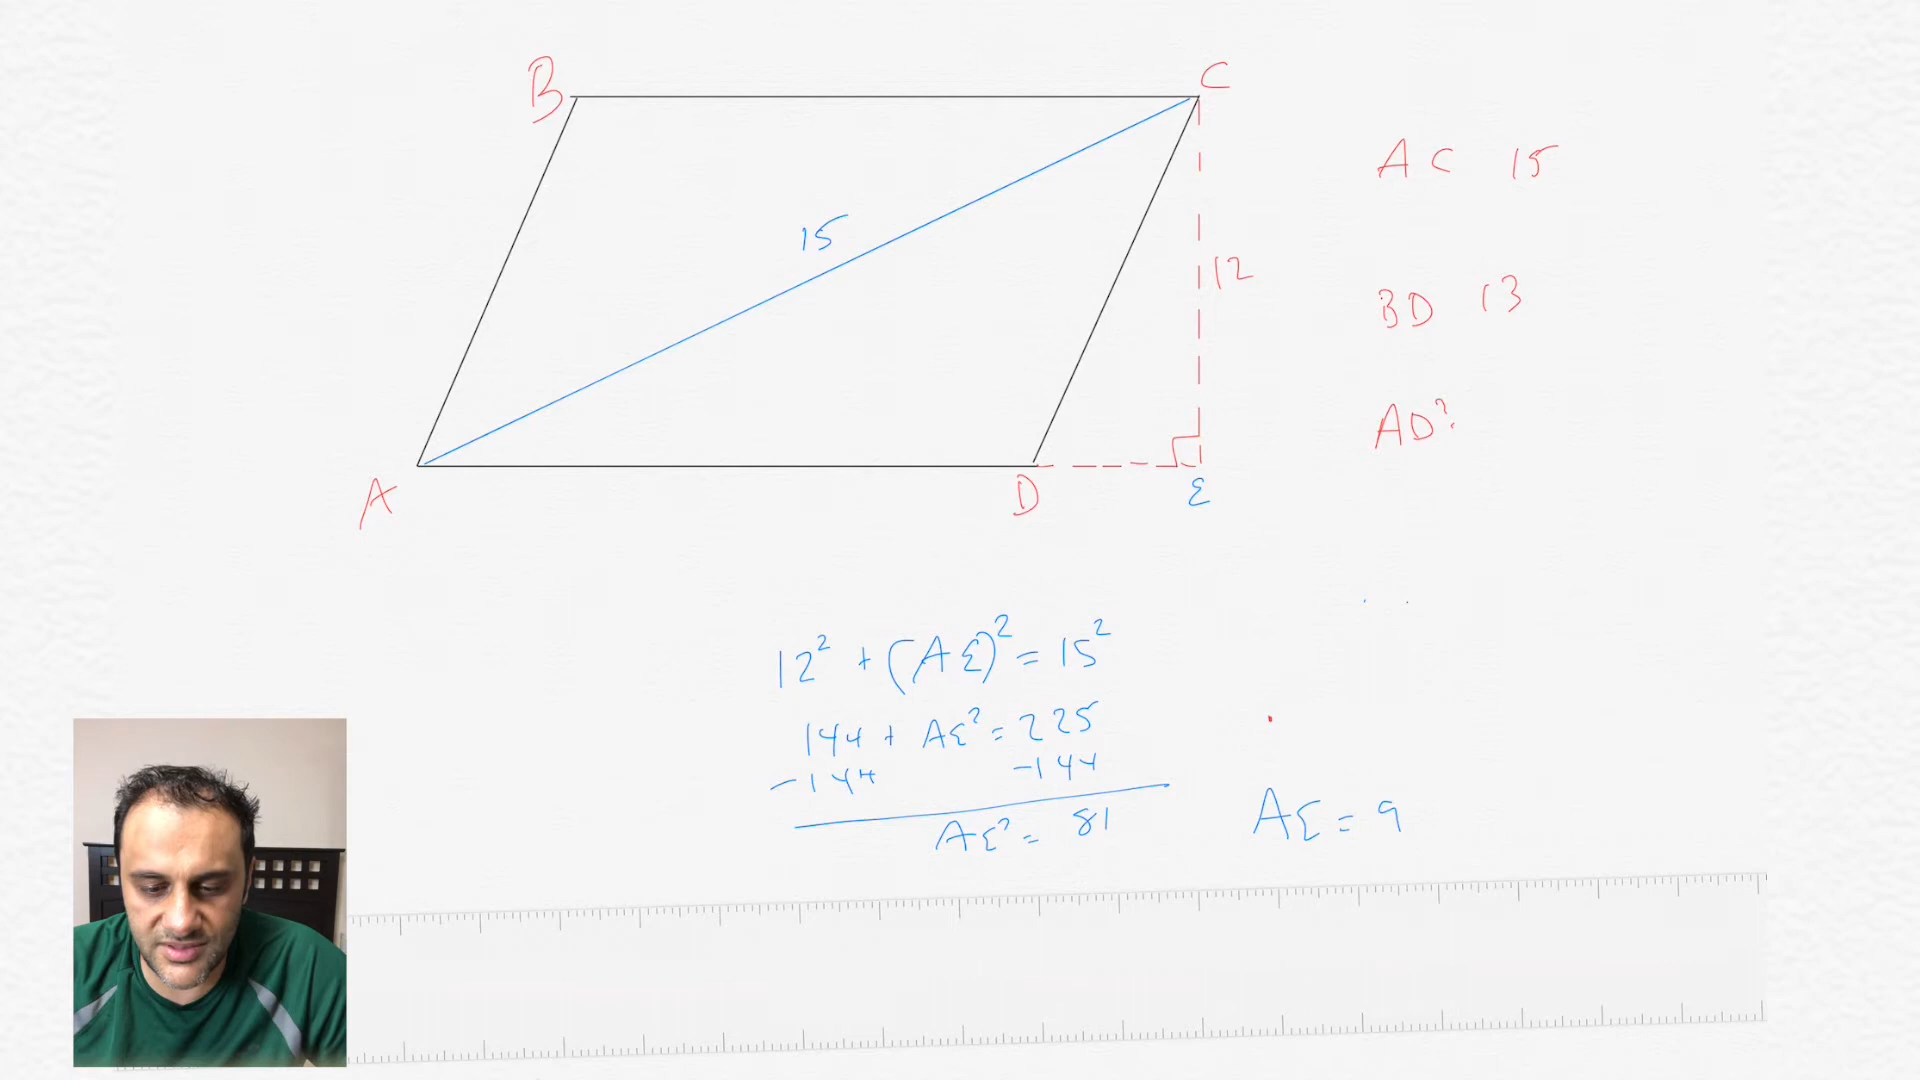 B
C
A C 15
15
12
BD 13
AD?
A
D
E
12² + (AE)² = 15²
144 + AE² = 225
-144 -144
AE² = 81
AE = 9